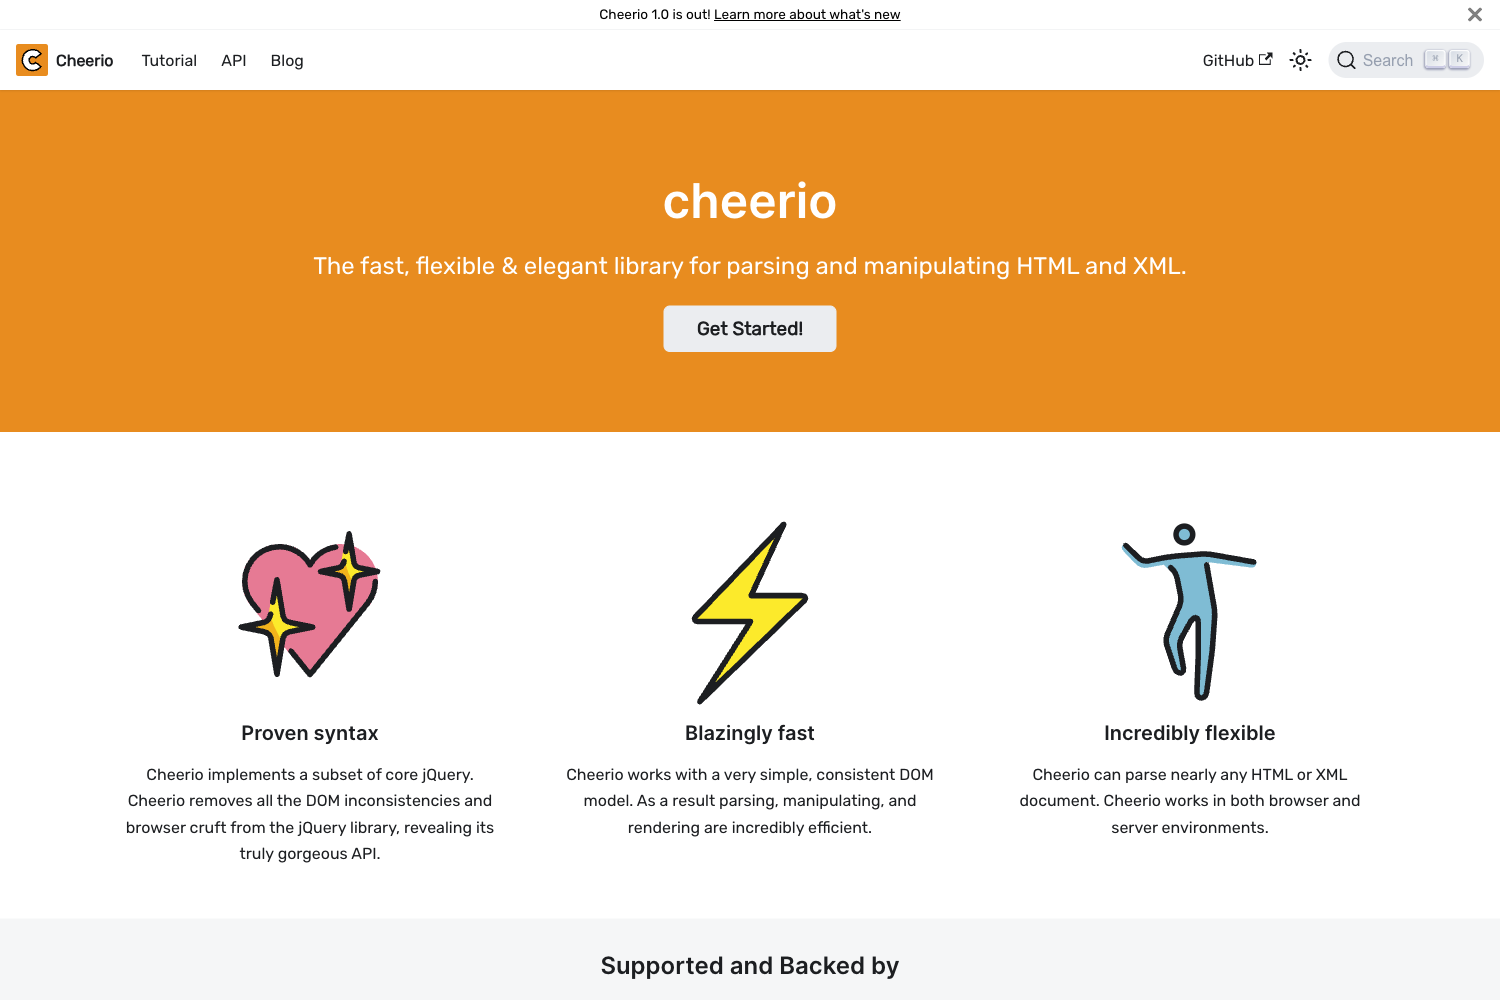 Cheerio 1.0 is out! Learn more about what's new
Cheerio Tutorial API Blog GitHub Search ⌘ K
cheerio
The fast, flexible & elegant library for parsing and manipulating HTML and XML.
Get Started!
Proven syntax
Cheerio implements a subset of core jQuery.
Cheerio removes all the DOM inconsistencies and
browser cruft from the jQuery library, revealing its
truly gorgeous API.
Blazingly fast
Cheerio works with a very simple, consistent DOM
model. As a result parsing, manipulating, and
rendering are incredibly efficient.
Incredibly flexible
Cheerio can parse nearly any HTML or XML
document. Cheerio works in both browser and
server environments.
Supported and Backed by